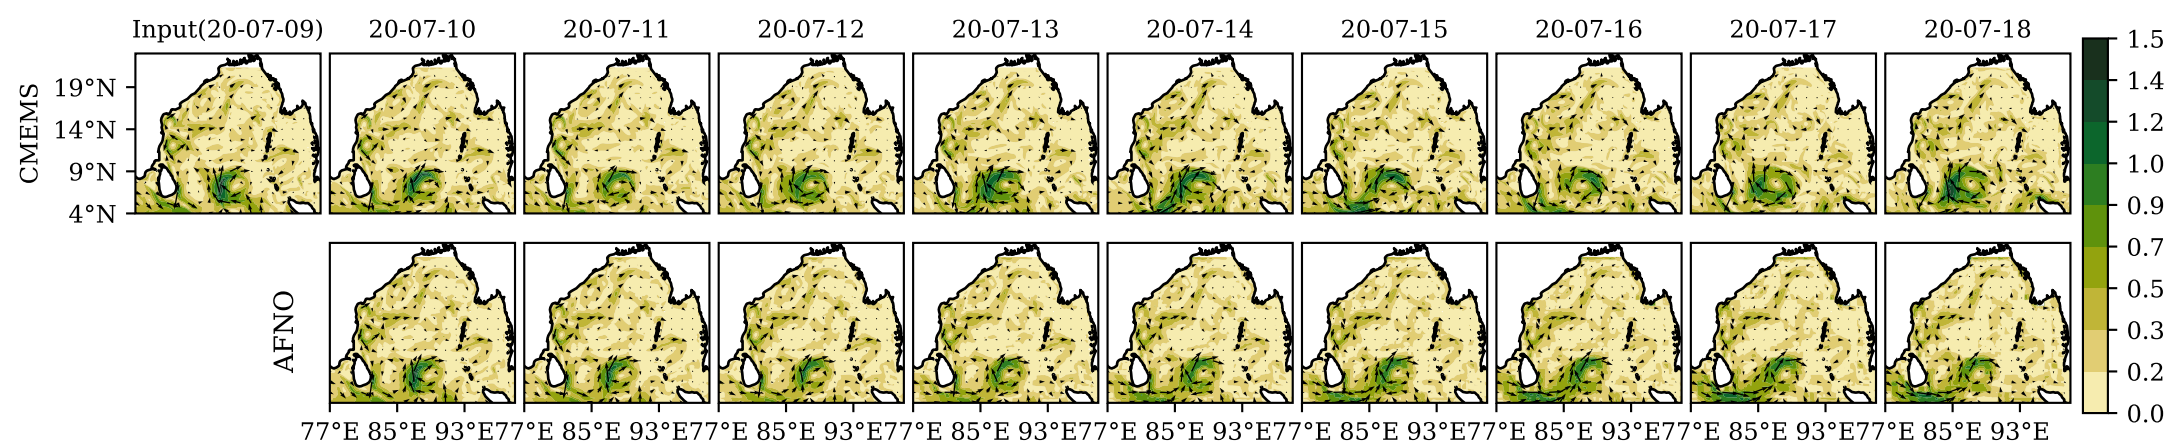 Input(20-07-09) 20-07-10 20-07-11 20-07-12 20-07-13 20-07-14 20-07-15 20-07-16 20-07-17 20-07-18
CMEMS
19°N
14°N
9°N
4°N
AFNO
77°E 85°E 93°E77°E 85°E 93°E77°E 85°E 93°E77°E 85°E 93°E77°E 85°E 93°E77°E 85°E 93°E77°E 85°E 93°E77°E 85°E 93°E77°E 85°E 93°E
1.5
1.4
1.2
1.0
0.9
0.7
0.5
0.3
0.2
0.0